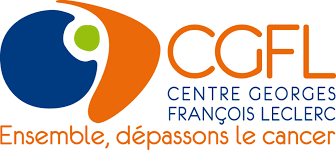 CGFL
CENTRE GEORGES
FRANÇOIS LECLERC
Ensemble, dépassons le cancer